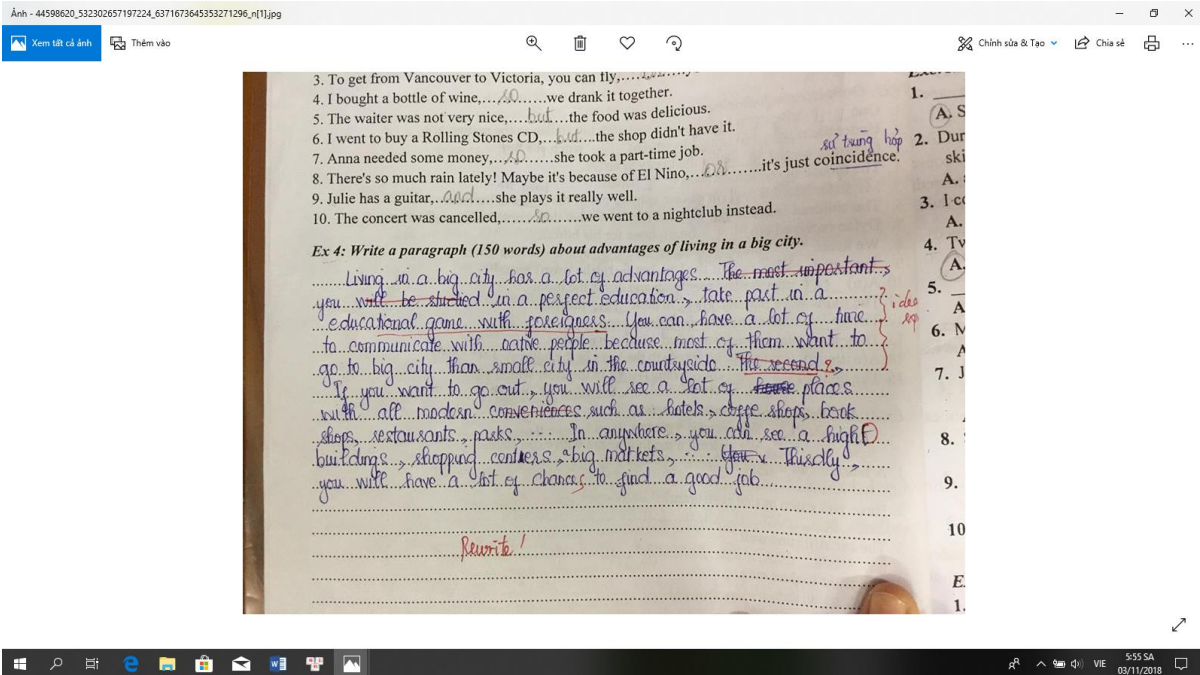 Ảnh - 44598620_532302657197224_6371673645353271296_n[1].jpg
Xem tất cả ảnh
Thêm vào
Chỉnh sửa & Tạo
Chia sẻ
3. To get from Vancouver to Victoria, you can fly,
4. I bought a bottle of wine,....so.......we drank it together.
5. The waiter was not very nice,....but....the food was delicious.
6. I went to buy a Rolling Stones CD,...but....the shop didn't have it.
sự trùng hợp
7. Anna needed some money,....so.......she took a part-time job.
8. There's so much rain lately! Maybe it's because of El Nino,...or.......it's just coincidence.
9. Julie has a guitar,..and.....she plays it really well.
10. The concert was cancelled,......so.......we went to a nightclub instead.
Ex 4: Write a paragraph (150 words) about advantages of living in a big city.
Living in a big city has a lot of advantages. The most important,
you will be studied in a perfect education, take part in a
educational game with foreigness. You can have a lot of time
idea
to communicate with native people because most of them want to
go to big city than small city in the countryside. The second ?,
If you want to go out, you will see a lot of places
with all modern conveniences such as hotels, coffe shops, book
shops, restaurants, parks, ... In anywhere, you can see a hight
buildings, shopping centrers, big markets, ... You Thirdly,
you will have a lot of chances to find a good job
Rewrite!
1.
A. S
2. Dur
ski
A.
3. I co
A.
4. Tv
A.
5.
A
6. M
A
7. J
8.
9.
10
E
1.
VIE
5:55 SA
03/11/2018